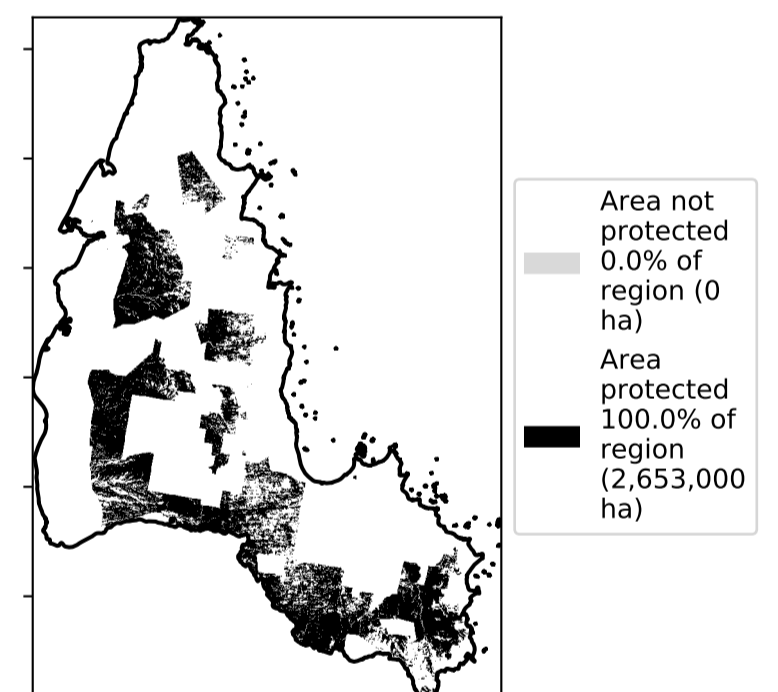 Area not
protected
0.0% of
region (0
ha)
Area
protected
100.0% of
region
(2,653,000
ha)